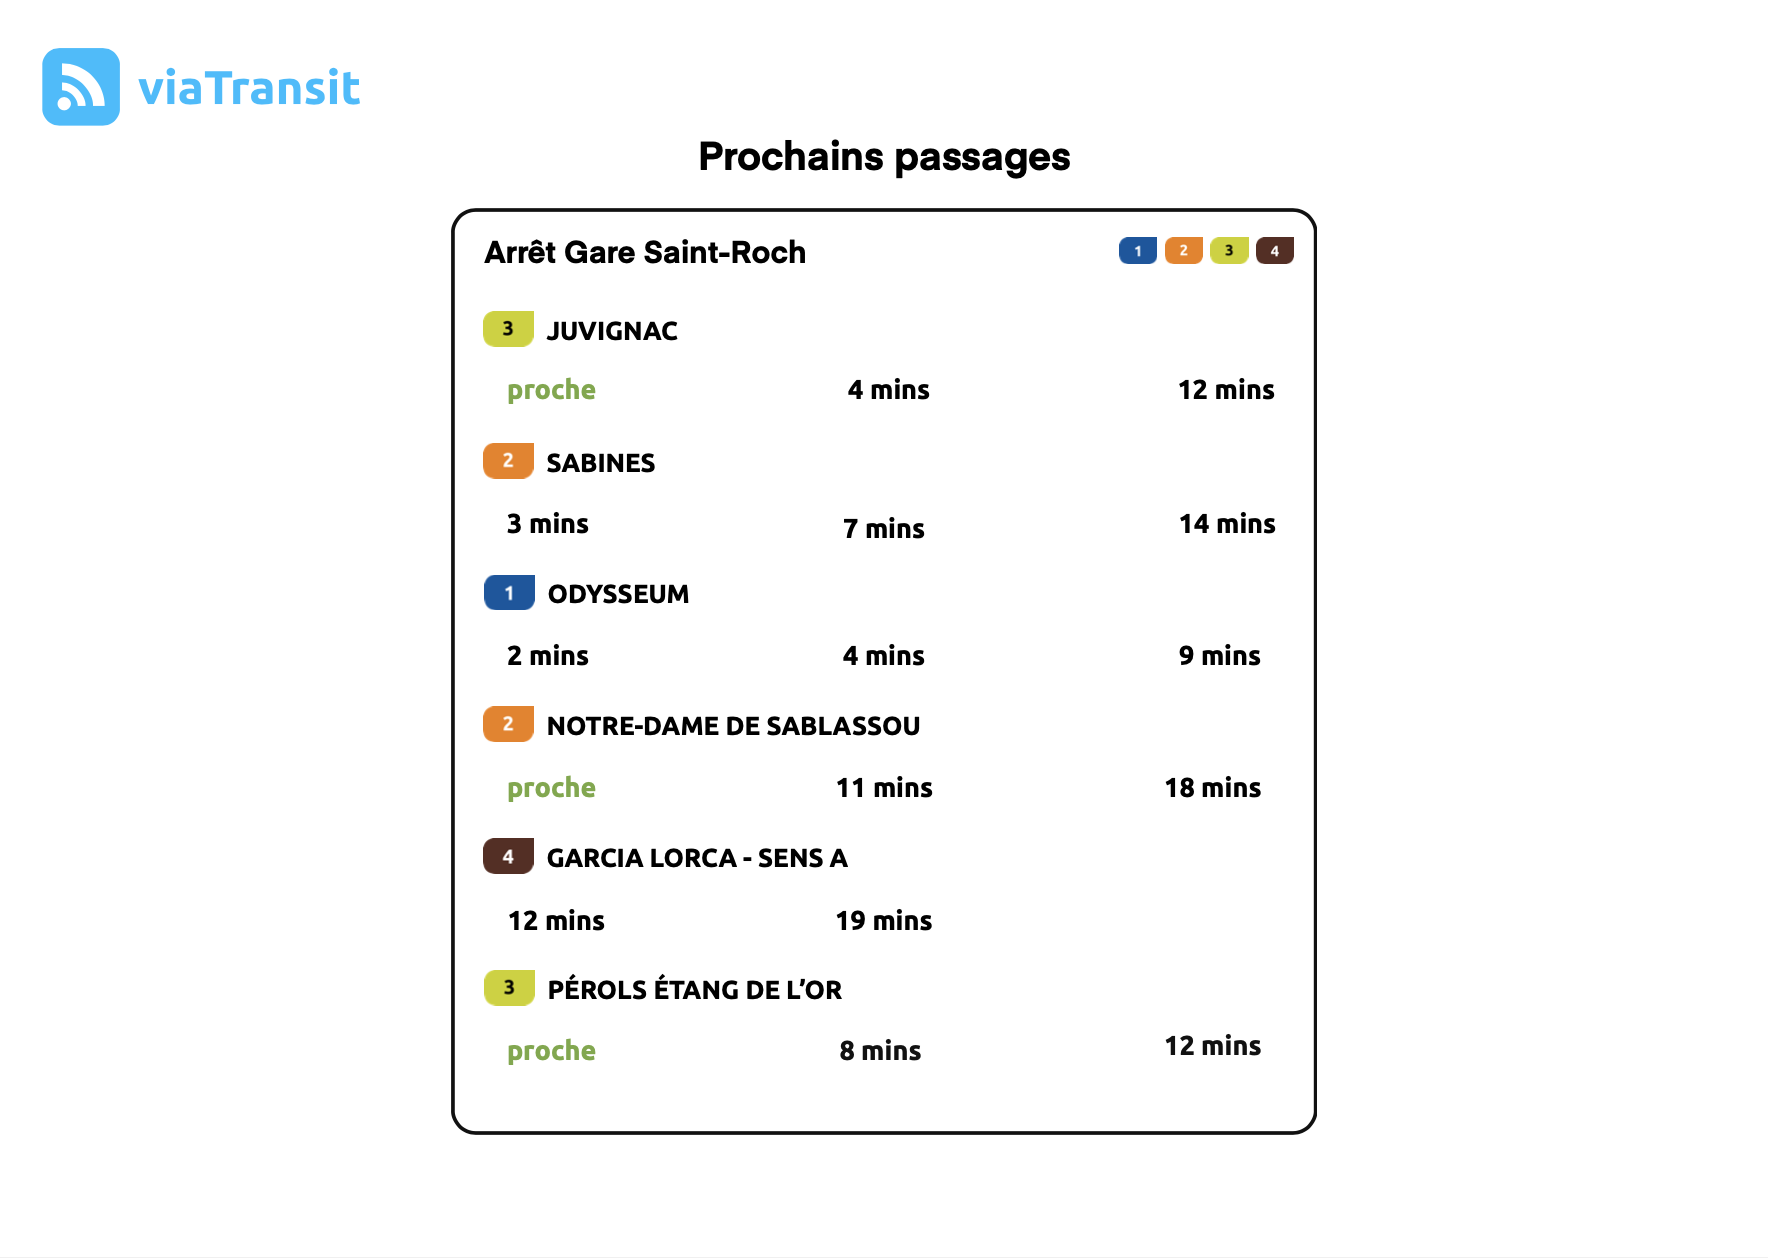 viaTransit
Prochains passages
Arrêt Gare Saint-Roch 1 2 3 4
3 JUVIGNAC
proche 4 mins 12 mins
2 SABINES
3 mins 7 mins 14 mins
1 ODYSSEUM
2 mins 4 mins 9 mins
2 NOTRE-DAME DE SABLASSOU
proche 11 mins 18 mins
4 GARCIA LORCA - SENS A
12 mins 19 mins
3 PÉROLS ÉTANG DE L’OR
proche 8 mins 12 mins